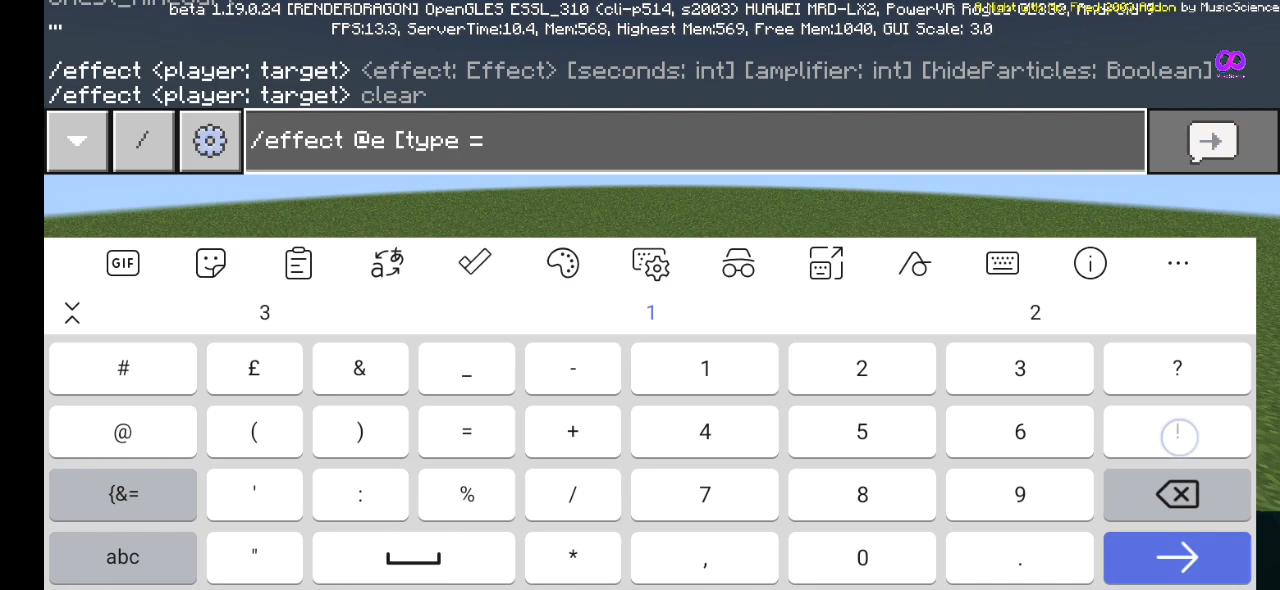 beta 1.19.0.24 [RENDERDRAGON] OpenGLES ESSL_310 (cli-p514, s2003) HUAWEI MRD-LX2, PowerVR Rogue
by MusicScience
...
FPS:13.3, ServerTime:10.4, Mem:568, Highest Mem:569, Free Mem:1040, GUI Scale: 3.0
/effect <player: target> <effect: Effect> [seconds: int] [amplifier: int] [hideParticles: Boolean]
/effect <player: target> clear
/ /effect @e [type =
GIF
3 1 2
# £ & _ - 1 2 3 ?
@ ( ) = + 4 5 6 !
{&= ' : % / 7 8 9
abc " * , 0 .